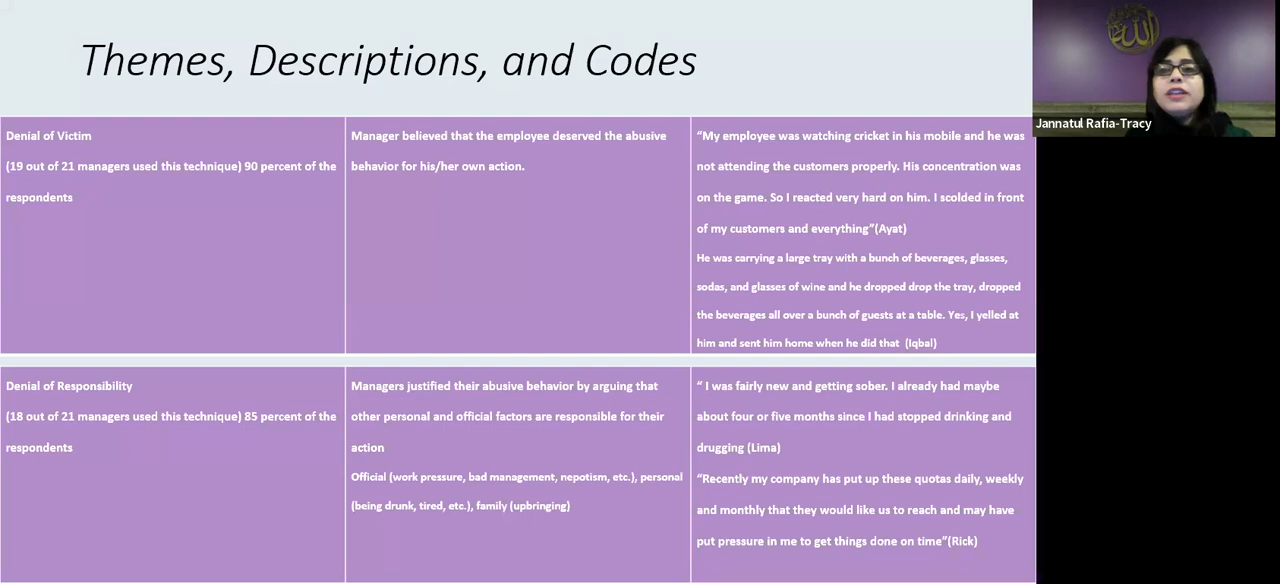 Themes, Descriptions, and Codes
Jannatul Rafia-Tracy
Denial of Victim
(19 out of 21 managers used this technique) 90 percent of the
respondents
Manager believed that the employee deserved the abusive
behavior for his/her own action.
“My employee was watching cricket in his mobile and he was
not attending the customers properly. His concentration was
on the game. So I reacted very hard on him. I scolded in front
of my customers and everything”(Ayat)
He was carrying a large tray with a bunch of beverages, glasses,
sodas, and glasses of wine and he dropped drop the tray, dropped
the beverages all over a bunch of guests at a table. Yes, I yelled at
him and sent him home when he did that (Iqbal)
Denial of Responsibility
(18 out of 21 managers used this technique) 85 percent of the
respondents
Managers justified their abusive behavior by arguing that
other personal and official factors are responsible for their
action
Official (work pressure, bad management, nepotism, etc.), personal
(being drunk, tired, etc.), family (upbringing)
“ I was fairly new and getting sober. I already had maybe
about four or five months since I had stopped drinking and
drugging (Lima)
“Recently my company has put up these quotas daily, weekly
and monthly that they would like us to reach and may have
put pressure in me to get things done on time”(Rick)
الله